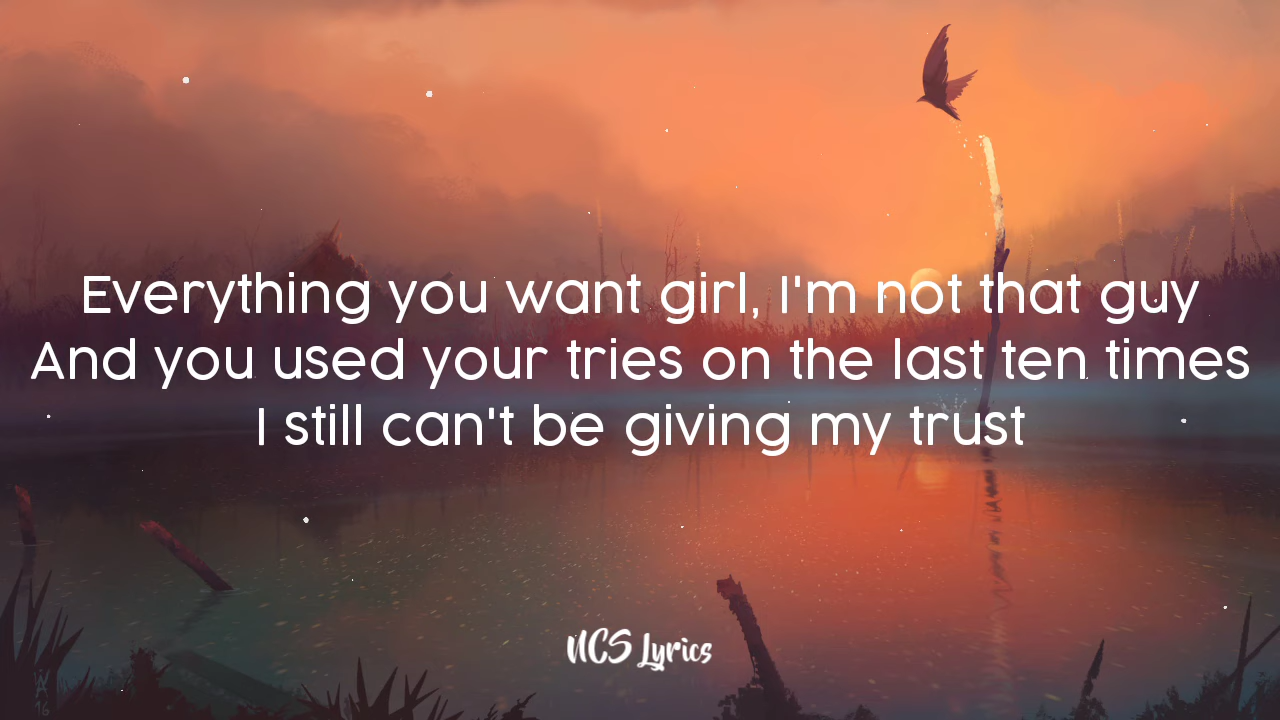 Everything you want girl, I'm not that guy
And you used your tries on the last ten times
I still can't be giving my trust
NCS Lyrics